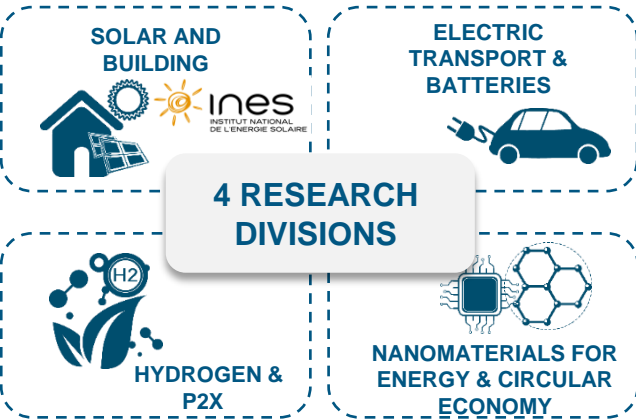 SOLAR AND
BUILDING
ines
INSTITUT NATIONAL
DE L'ENERGIE SOLAIRE
ELECTRIC
TRANSPORT &
BATTERIES
4 RESEARCH
DIVISIONS
H2
HYDROGEN &
P2X
NANOMATERIALS FOR
ENERGY & CIRCULAR
ECONOMY